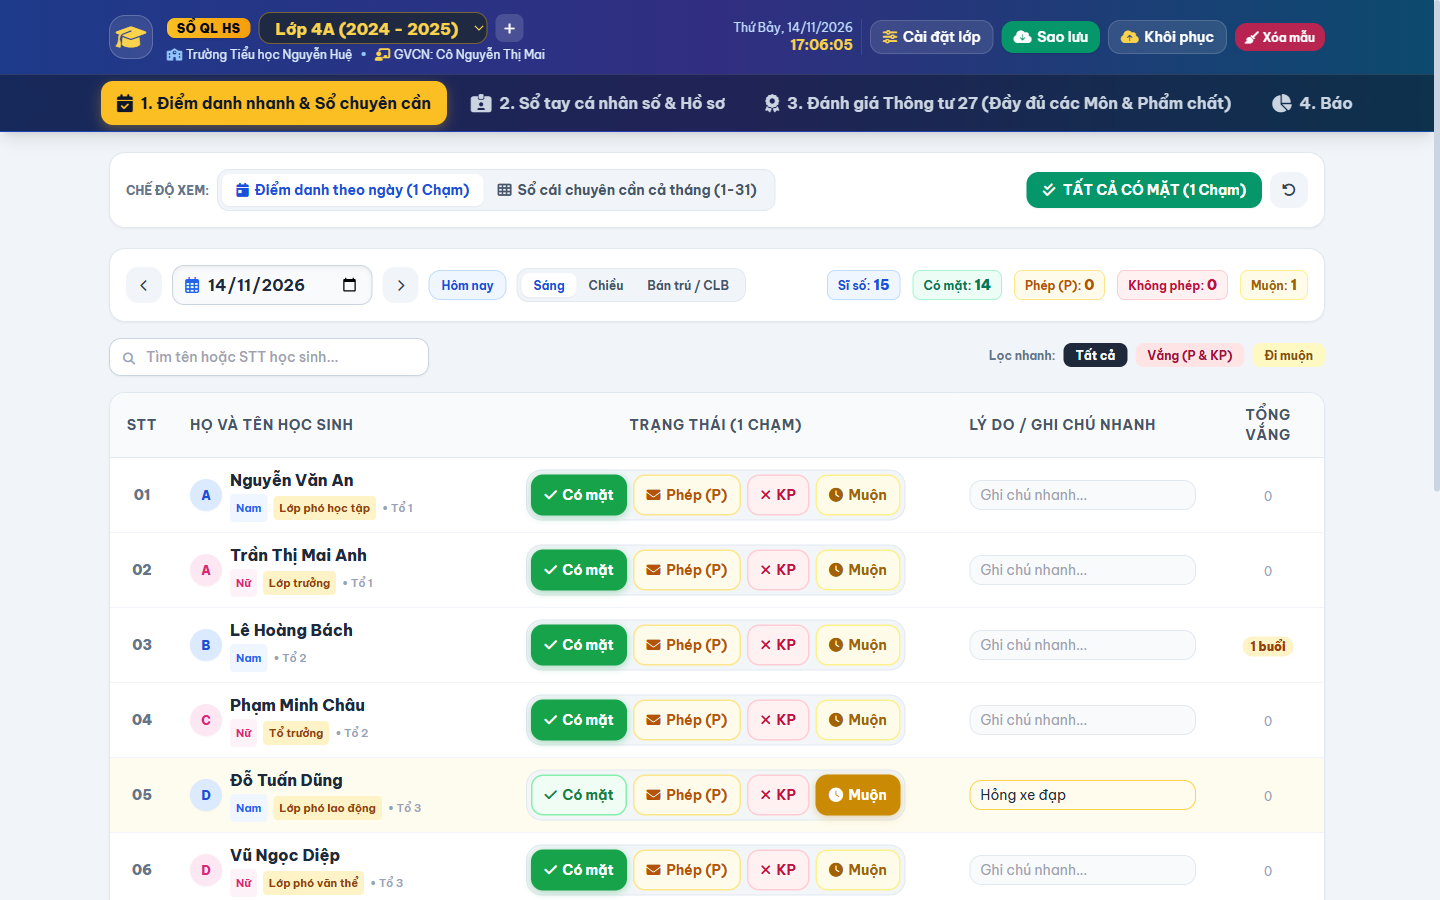 SỔ QL HS Lớp 4A (2024 - 2025) +
Trường Tiểu học Nguyễn Huệ • GVCN: Cô Nguyễn Thị Mai
Thứ Bảy, 14/11/2026
17:06:05
Cài đặt lớp Sao lưu Khôi phục Xóa mẫu
1. Điểm danh nhanh & Sổ chuyên cần 2. Sổ tay cá nhân số & Hồ sơ 3. Đánh giá Thông tư 27 (Đầy đủ các Môn & Phẩm chất) 4. Báo
CHẾ ĐỘ XEM: Điểm danh theo ngày (1 Chạm) Sổ cái chuyên cần cả tháng (1-31) TẤT CẢ CÓ MẶT (1 Chạm)
14/11/2026 Hôm nay Sáng Chiều Bán trú / CLB Sĩ số: 15 Có mặt: 14 Phép (P): 0 Không phép: 0 Muộn: 1
Tìm tên hoặc STT học sinh... Lọc nhanh: Tất cả Vắng (P & KP) Đi muộn
STT HỌ VÀ TÊN HỌC SINH TRẠNG THÁI (1 CHẠM) LÝ DO / GHI CHÚ NHANH TỔNG VẮNG
01 A Nguyễn Văn An Có mặt Phép (P) KP Muộn Ghi chú nhanh... 0
Nam Lớp phó học tập • Tổ 1
02 A Trần Thị Mai Anh Có mặt Phép (P) KP Muộn Ghi chú nhanh... 0
Nữ Lớp trưởng • Tổ 1
03 B Lê Hoàng Bách Có mặt Phép (P) KP Muộn Ghi chú nhanh... 1 buổi
Nam • Tổ 2
04 C Phạm Minh Châu Có mặt Phép (P) KP Muộn Ghi chú nhanh... 0
Nữ Tổ trưởng • Tổ 2
05 D Đỗ Tuấn Dũng Có mặt Phép (P) KP Muộn Hỏng xe đạp 0
Nam Lớp phó lao động • Tổ 3
06 D Vũ Ngọc Diệp Có mặt Phép (P) KP Muộn Ghi chú nhanh... 0
Nữ Lớp phó văn thể • Tổ 3